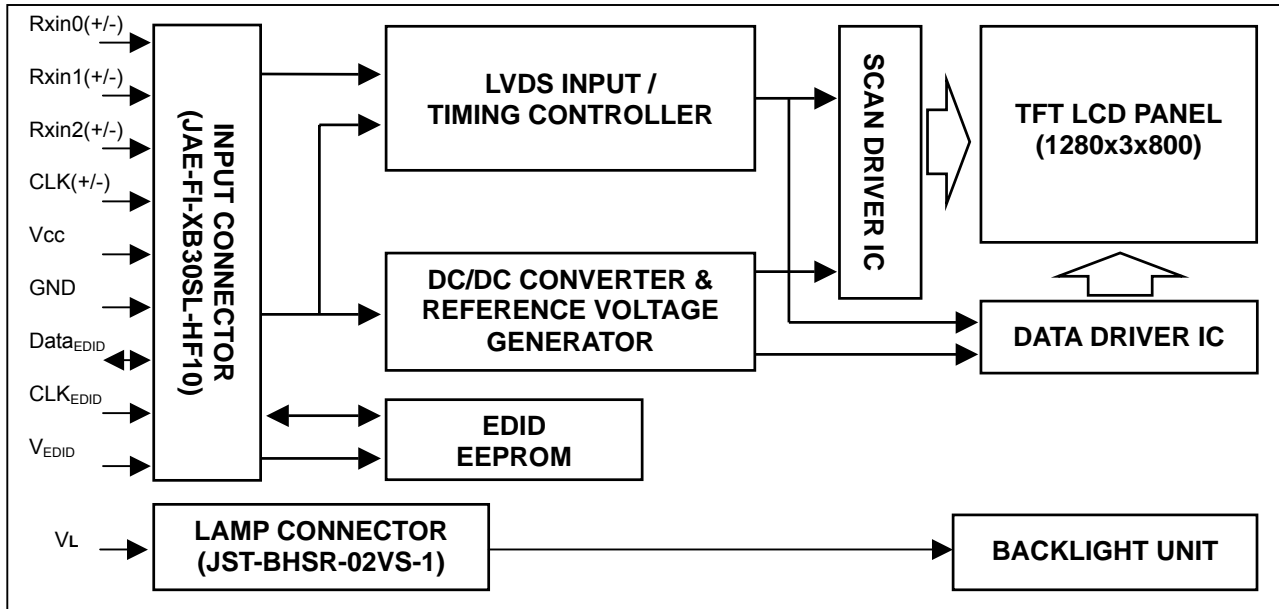 Rxin0(+/-)
Rxin1(+/-)
Rxin2(+/-)
CLK(+/-)
Vcc
GND
DataEDID
CLKEDID
VEDID
INPUT CONNECTOR
(JAE-FI-XB30SL-HF10)
LVDS INPUT /
TIMING CONTROLLER
DC/DC CONVERTER &
REFERENCE VOLTAGE
GENERATOR
EDID
EEPROM
SCAN DRIVER IC
TFT LCD PANEL
(1280x3x800)
DATA DRIVER IC
VL
LAMP CONNECTOR
(JST-BHSR-02VS-1)
BACKLIGHT UNIT